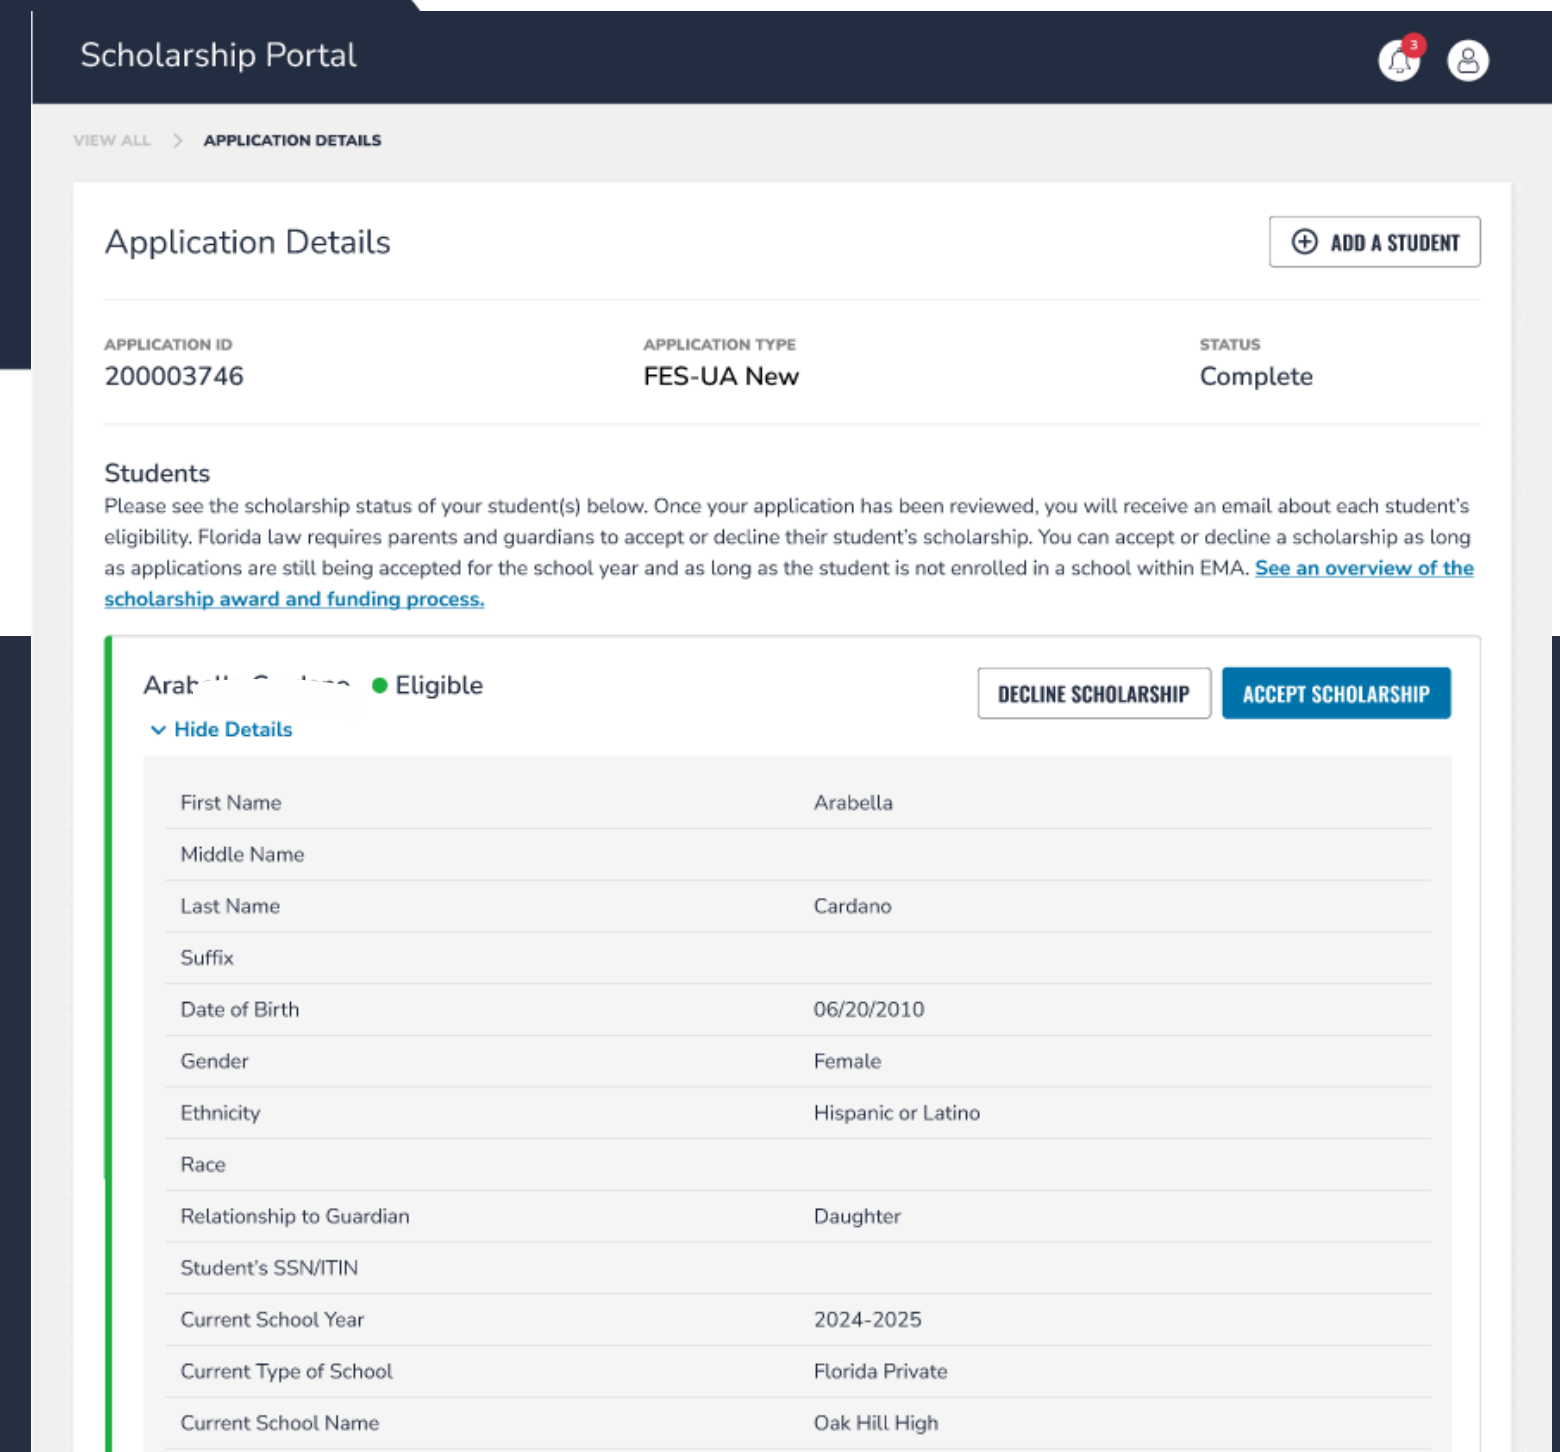 Scholarship Portal
3
VIEW ALL > APPLICATION DETAILS
Application Details
ADD A STUDENT
APPLICATION ID
200003746
APPLICATION TYPE
FES-UA New
STATUS
Complete
Students
Please see the scholarship status of your student(s) below. Once your application has been reviewed, you will receive an email about each student's
eligibility. Florida law requires parents and guardians to accept or decline their student's scholarship. You can accept or decline a scholarship as long
as applications are still being accepted for the school year and as long as the student is not enrolled in a school within EMA. See an overview of the
scholarship award and funding process.
Eligible
DECLINE SCHOLARSHIP
ACCEPT SCHOLARSHIP
Hide Details
First Name Arabella
Middle Name
Last Name Cardano
Suffix
Date of Birth 06/20/2010
Gender Female
Ethnicity Hispanic or Latino
Race
Relationship to Guardian Daughter
Student's SSN/ITIN
Current School Year 2024-2025
Current Type of School Florida Private
Current School Name Oak Hill High